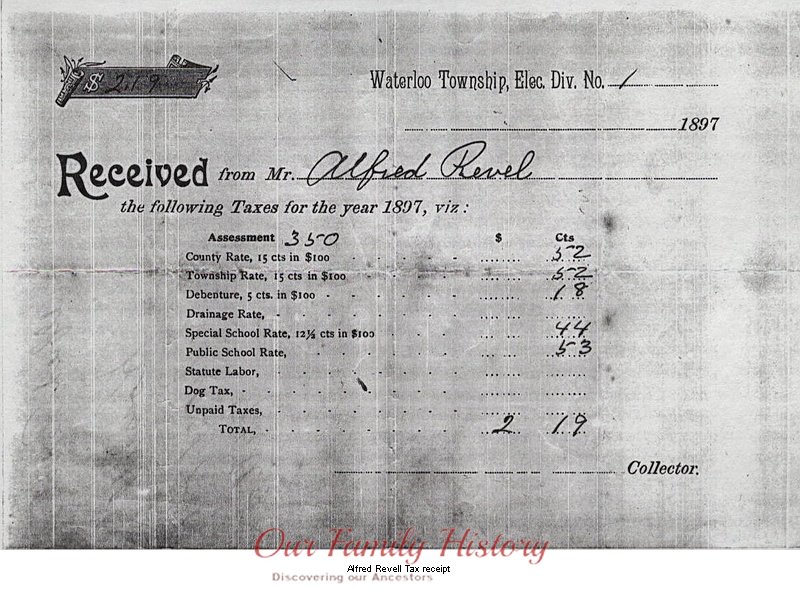 $ 2.19
Waterloo Township, Elec. Div. No. 1
1897
Received from Mr. Alfred Revel
the following Taxes for the year 1897, viz:
Assessment 350 $ Cts
County Rate, 15 cts in $100 52
Township Rate, 15 cts in $100 52
Debenture, 5 cts. in $100 18
Drainage Rate,
Special School Rate, 12½ cts in $100 44
Public School Rate, 53
Statute Labor,
Dog Tax,
Unpaid Taxes,
TOTAL, 2 19
Collector.
Our Family History
Alfred Revell Tax receipt
Discovering our Ancestors